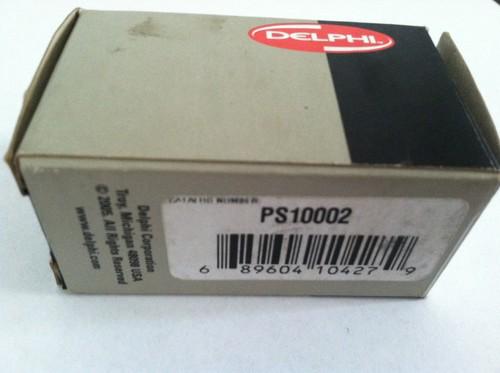 DELPHI
CATALOG NUMBER
PS10002
6 89604 10427 9
Delphi Corporation
Troy, Michigan 48098 USA
© 2005. All Rights Reserved
www.delphi.com